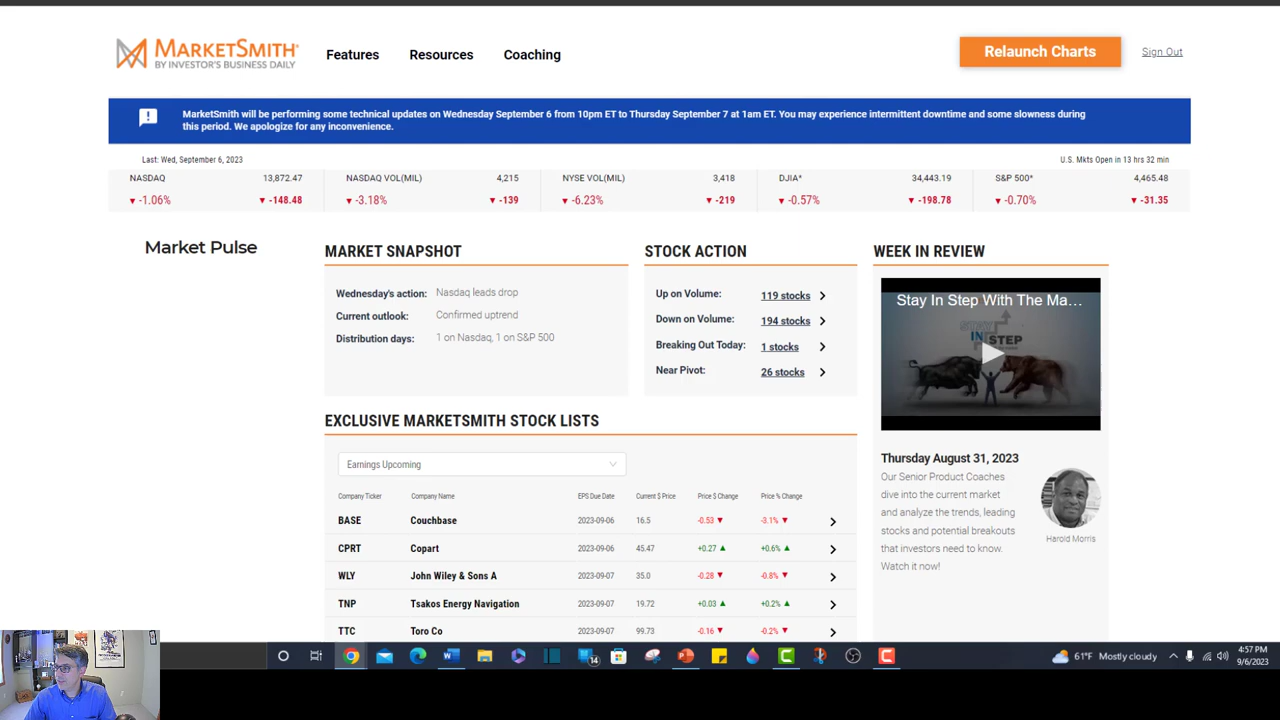 MARKETSMITH
BY INVESTOR'S BUSINESS DAILY
Features
Resources
Coaching
Relaunch Charts
Sign Out
MarketSmith will be performing some technical updates on Wednesday September 6 from 10pm ET to Thursday September 7 at 1am ET. You may experience intermittent downtime and some slowness during
this period. We apologize for any inconvenience.
Last: Wed, September 6, 2023
U.S. Mkts Open in 13 hrs 32 min
NASDAQ 13,872.47
-1.06% -148.48
NASDAQ VOL(MIL) 4,215
-3.18% -139
NYSE VOL(MIL) 3,418
-6.23% -219
DJIA* 34,443.19
-0.57% -198.78
S&P 500* 4,465.48
-0.70% -31.35
Market Pulse
MARKET SNAPSHOT
Wednesday's action: Nasdaq leads drop
Current outlook: Confirmed uptrend
Distribution days: 1 on Nasdaq, 1 on S&P 500
STOCK ACTION
Up on Volume: 119 stocks
Down on Volume: 194 stocks
Breaking Out Today: 1 stocks
Near Pivot: 26 stocks
WEEK IN REVIEW
Stay In Step With The Ma...
STAY
IN STEP
Thursday August 31, 2023
Our Senior Product Coaches
dive into the current market
and analyze the trends, leading
stocks and potential breakouts
that investors need to know.
Watch it now!
Harold Morris
EXCLUSIVE MARKETSMITH STOCK LISTS
Earnings Upcoming
Company Ticker Company Name EPS Due Date Current $ Price Price $ Change Price % Change
BASE Couchbase 2023-09-06 16.5 -0.53 -3.1%
CPRT Copart 2023-09-06 45.47 +0.27 +0.6%
WLY John Wiley & Sons A 2023-09-07 35.0 -0.28 -0.8%
TNP Tsakos Energy Navigation 2023-09-07 19.72 +0.03 +0.2%
TTC Toro Co 2023-09-07 99.73 -0.16 -0.2%
14
61°F Mostly cloudy
4:57 PM
9/6/2023